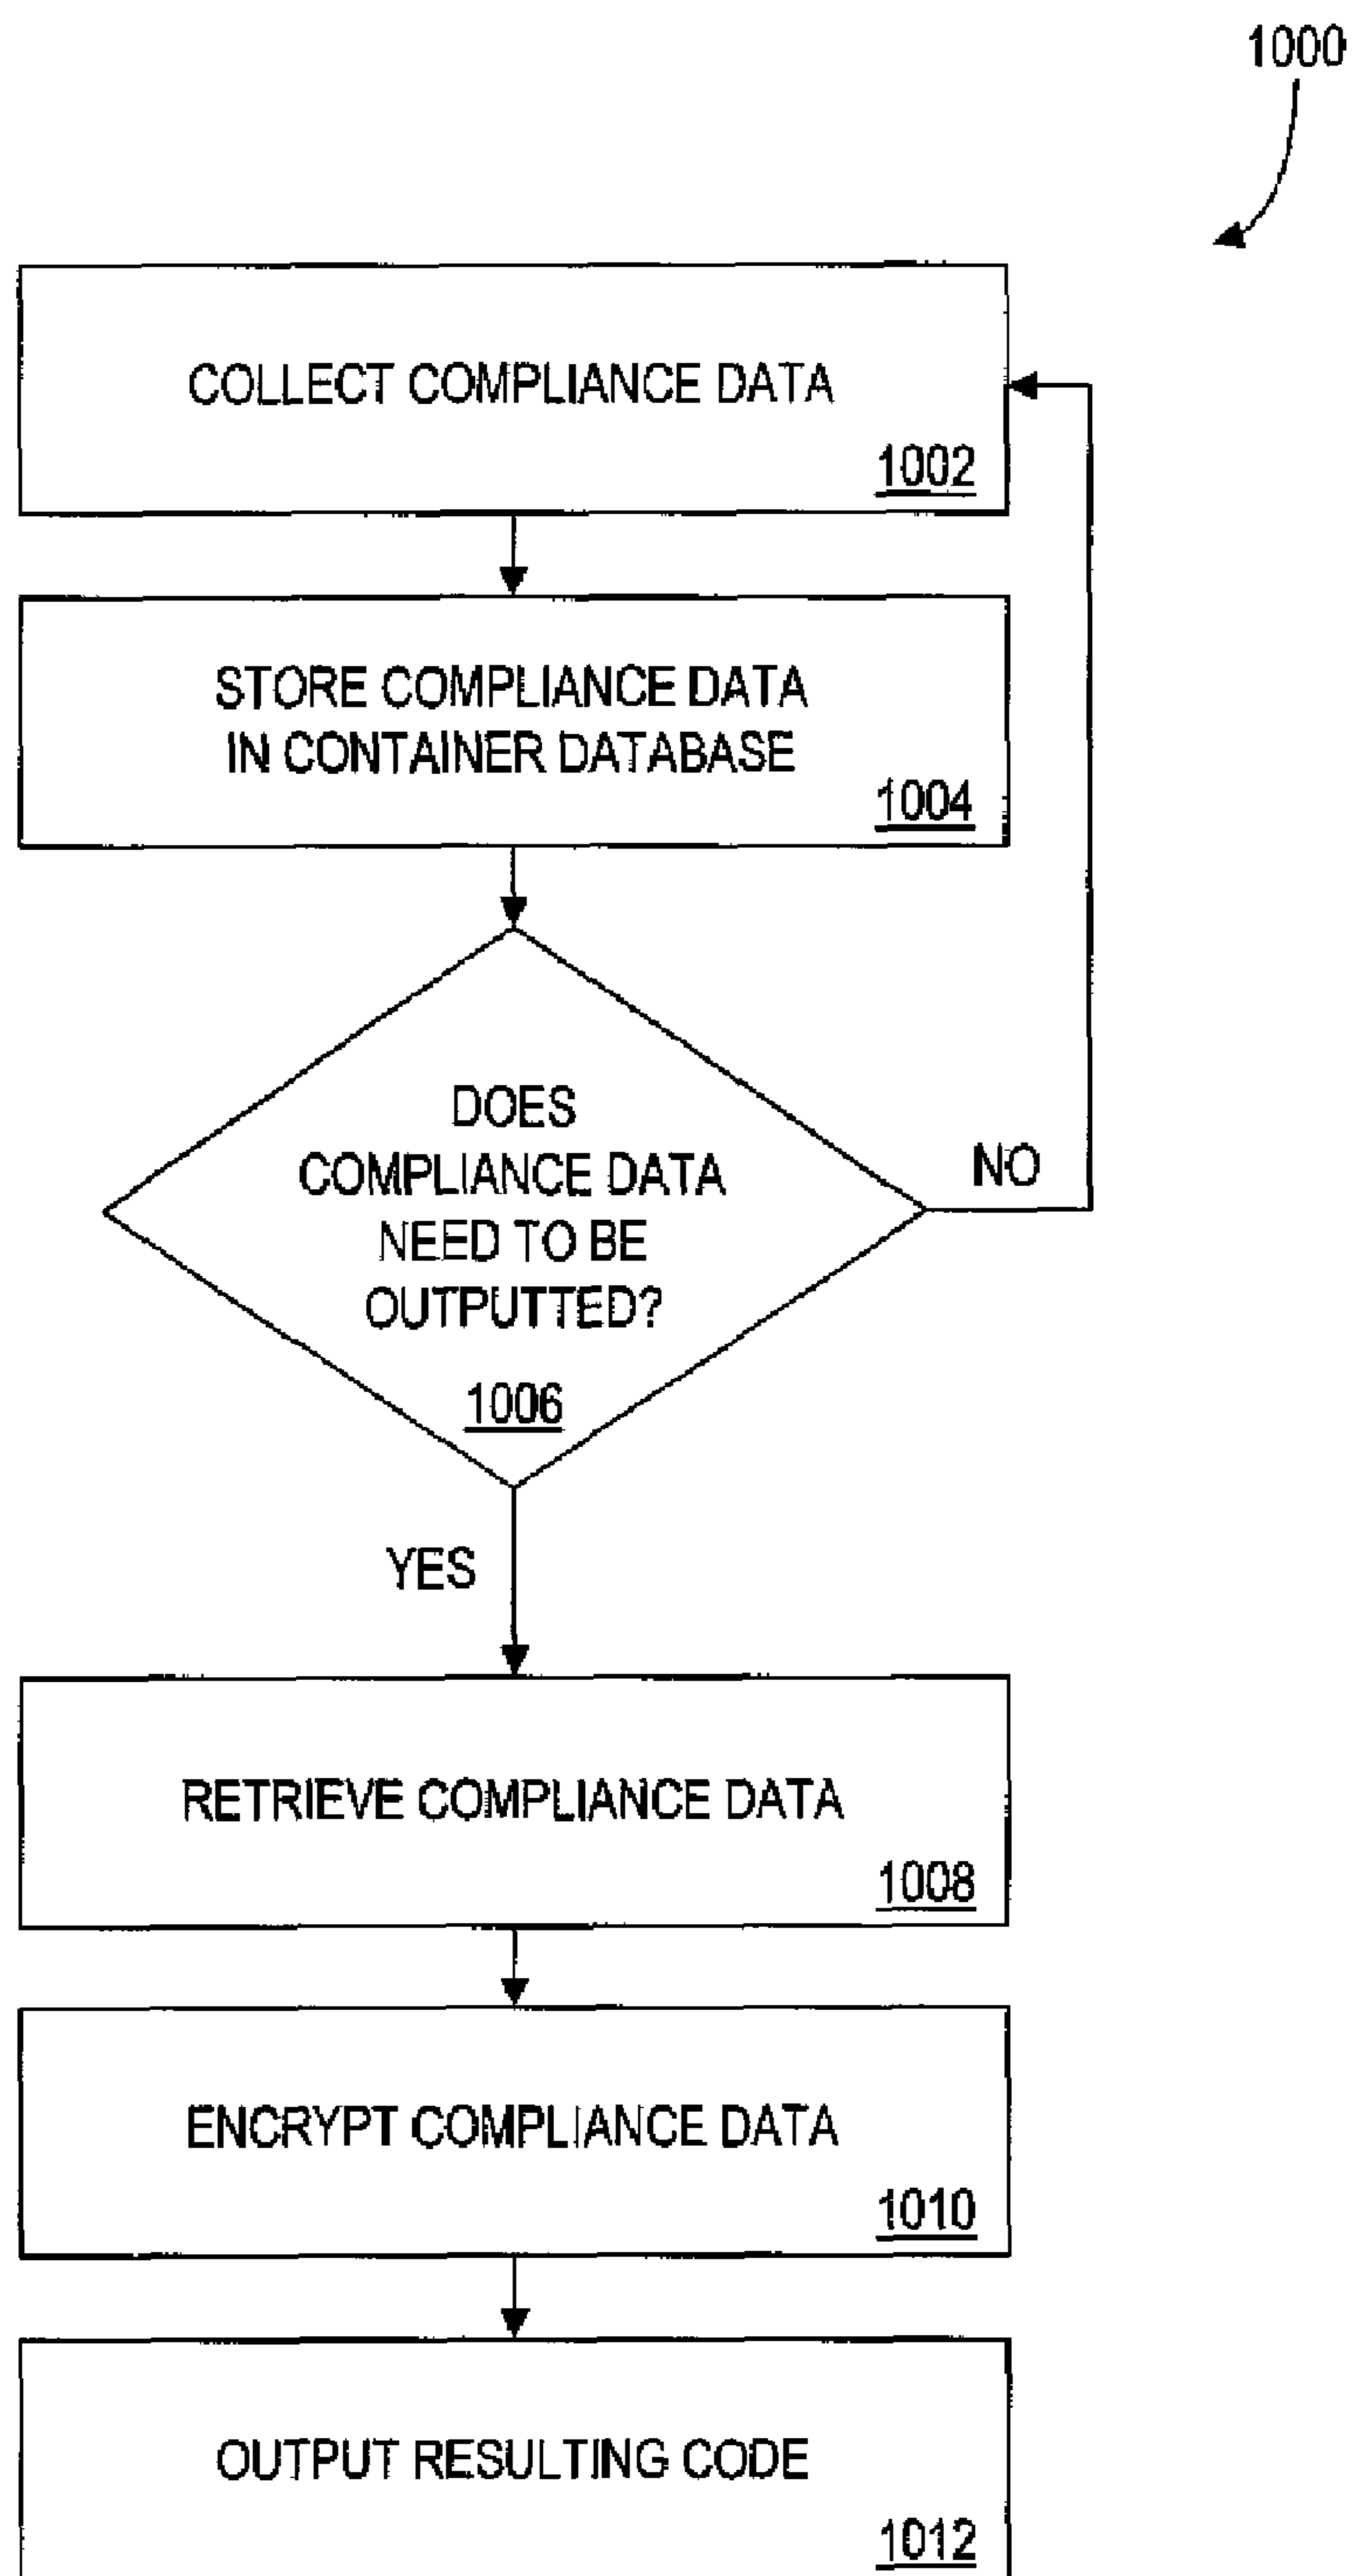 1000
COLLECT COMPLIANCE DATA
1002
STORE COMPLIANCE DATA
IN CONTAINER DATABASE
1004
DOES
COMPLIANCE DATA
NEED TO BE
OUTPUTTED?
1006
NO
YES
RETRIEVE COMPLIANCE DATA
1008
ENCRYPT COMPLIANCE DATA
1010
OUTPUT RESULTING CODE
1012